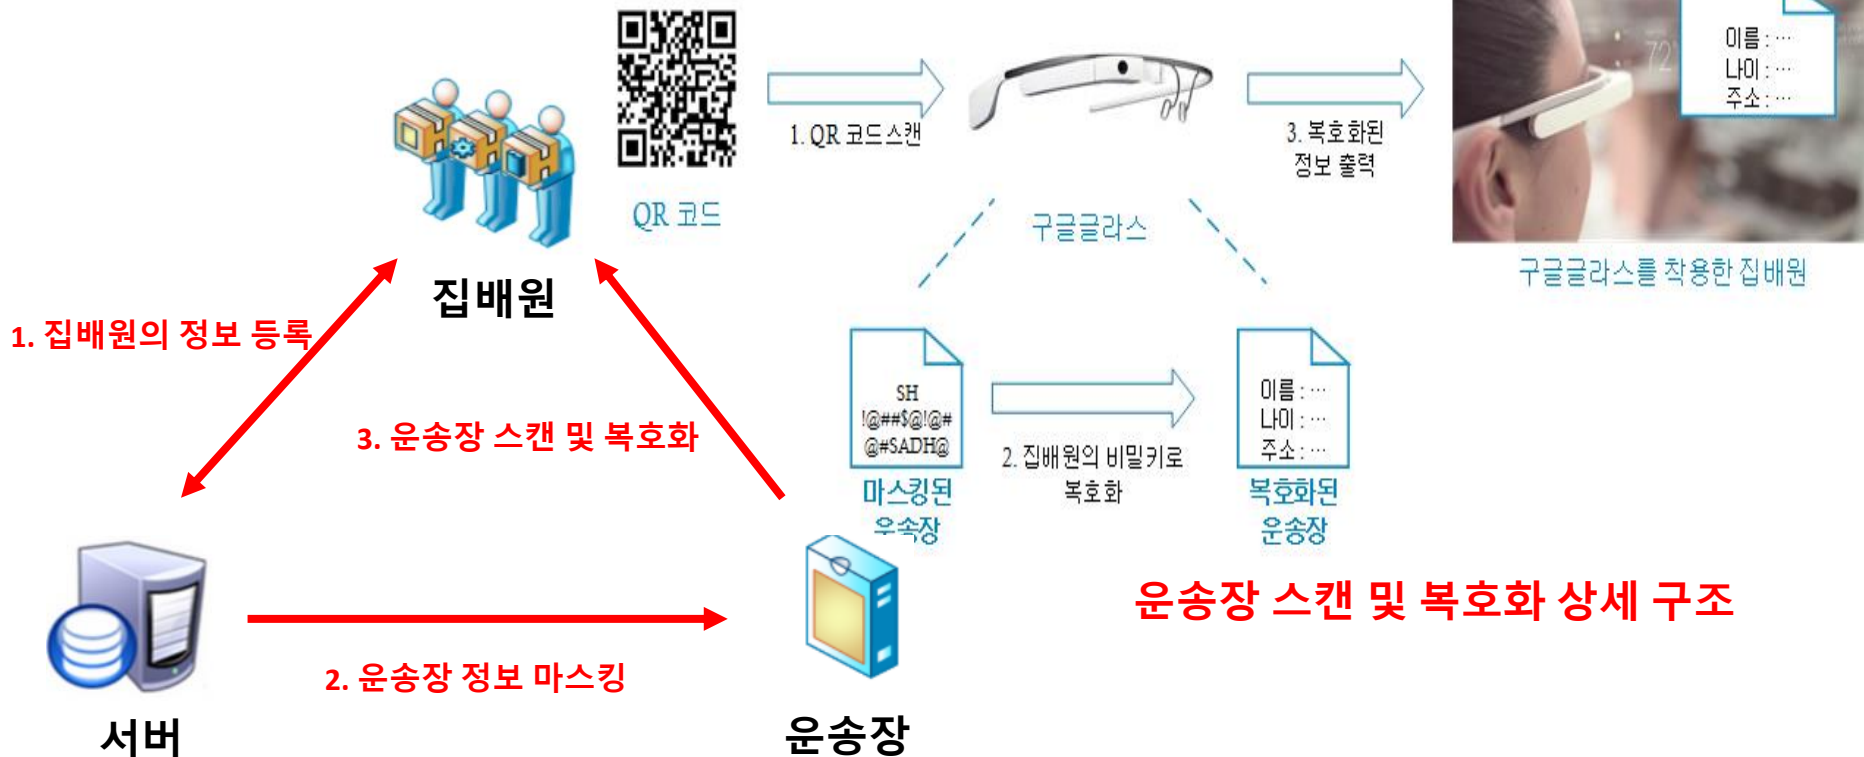 QR 코드
1. QR 코드스캔
구글글라스
3. 복호화된
정보 출력
72°
이름 : ···
나이 : ···
주소 : ···
구글글라스를 착용한 집배원
집배원
1. 집배원의 정보 등록
3. 운송장 스캔 및 복호화
SH
!@##$@!@#
@#SADH@
마스킹된
운송장
2. 집배원의 비밀키로
복호화
이름 : ···
나이 : ···
주소 : ···
복호화된
운송장
운송장 스캔 및 복호화 상세 구조
2. 운송장 정보 마스킹
서버
운송장